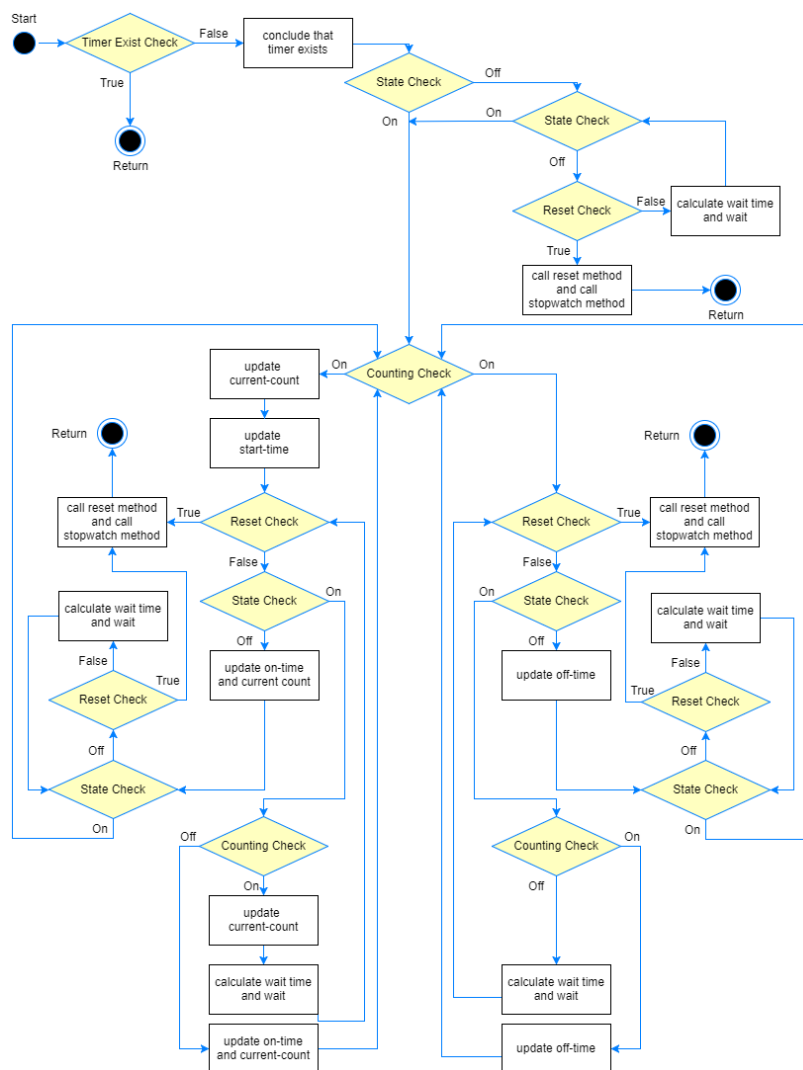 Start
Timer Exist Check
False
conclude that
timer exists
True
Return
State Check
Off
On
State Check
On
Off
Reset Check
False
calculate wait time
and wait
True
call reset method
and call
stopwatch method
Return
Counting Check
On
On
update
current-count
update
start-time
Return
call reset method
and call
stopwatch method
True
Reset Check
False
State Check
On
Off
update on-time
and current count
calculate wait time
and wait
False
Reset Check
True
Off
State Check
On
Counting Check
Off
On
update
current-count
calculate wait time
and wait
update on-time
and current-count
Return
Reset Check
True
call reset method
and call
stopwatch method
False
State Check
On
Off
update off-time
calculate wait time
and wait
False
Reset Check
True
Off
State Check
On
Counting Check
On
Off
calculate wait time
and wait
update off-time